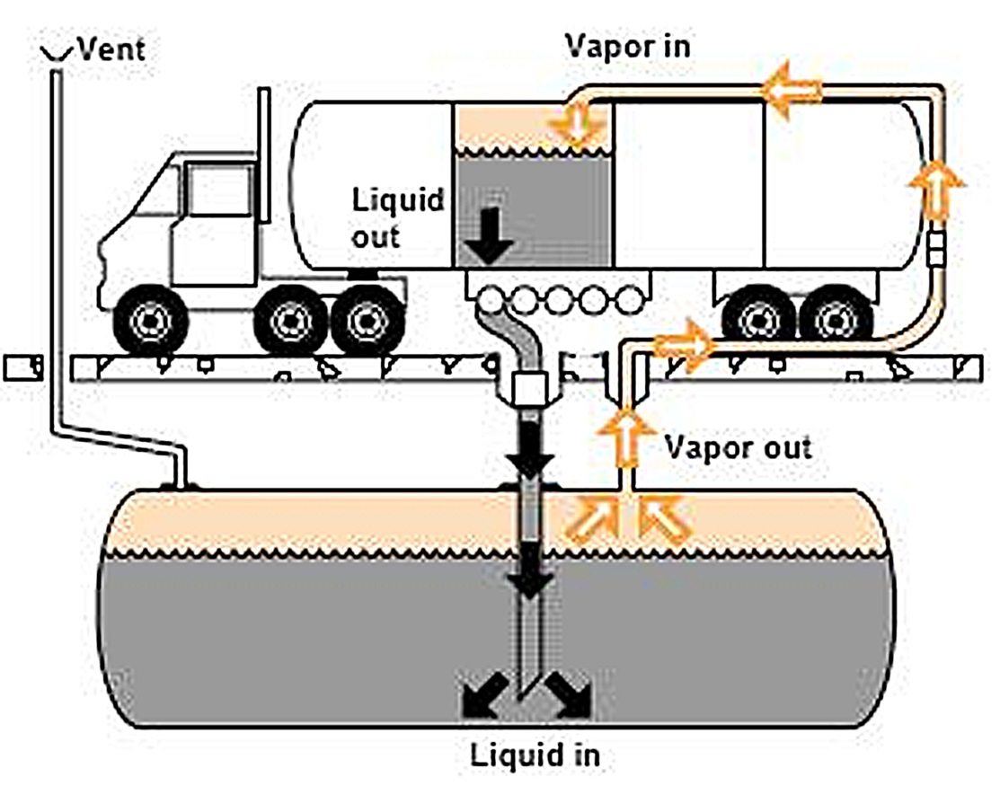 Vent
Vapor in
Liquid
out
Vapor out
Liquid in